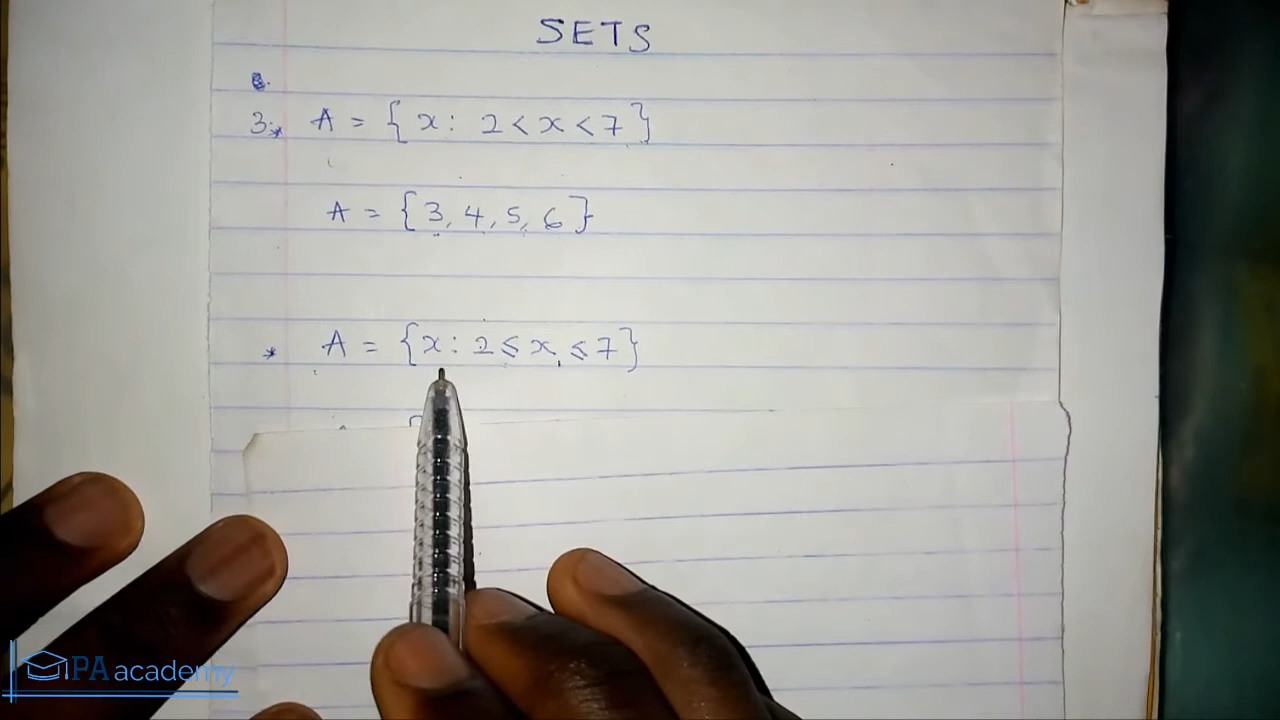 SETS
3.* A = { x : 2 < x < 7 }
A = { 3, 4, 5, 6 }
* A = { x : 2 ≤ x ≤ 7 }
PA academy